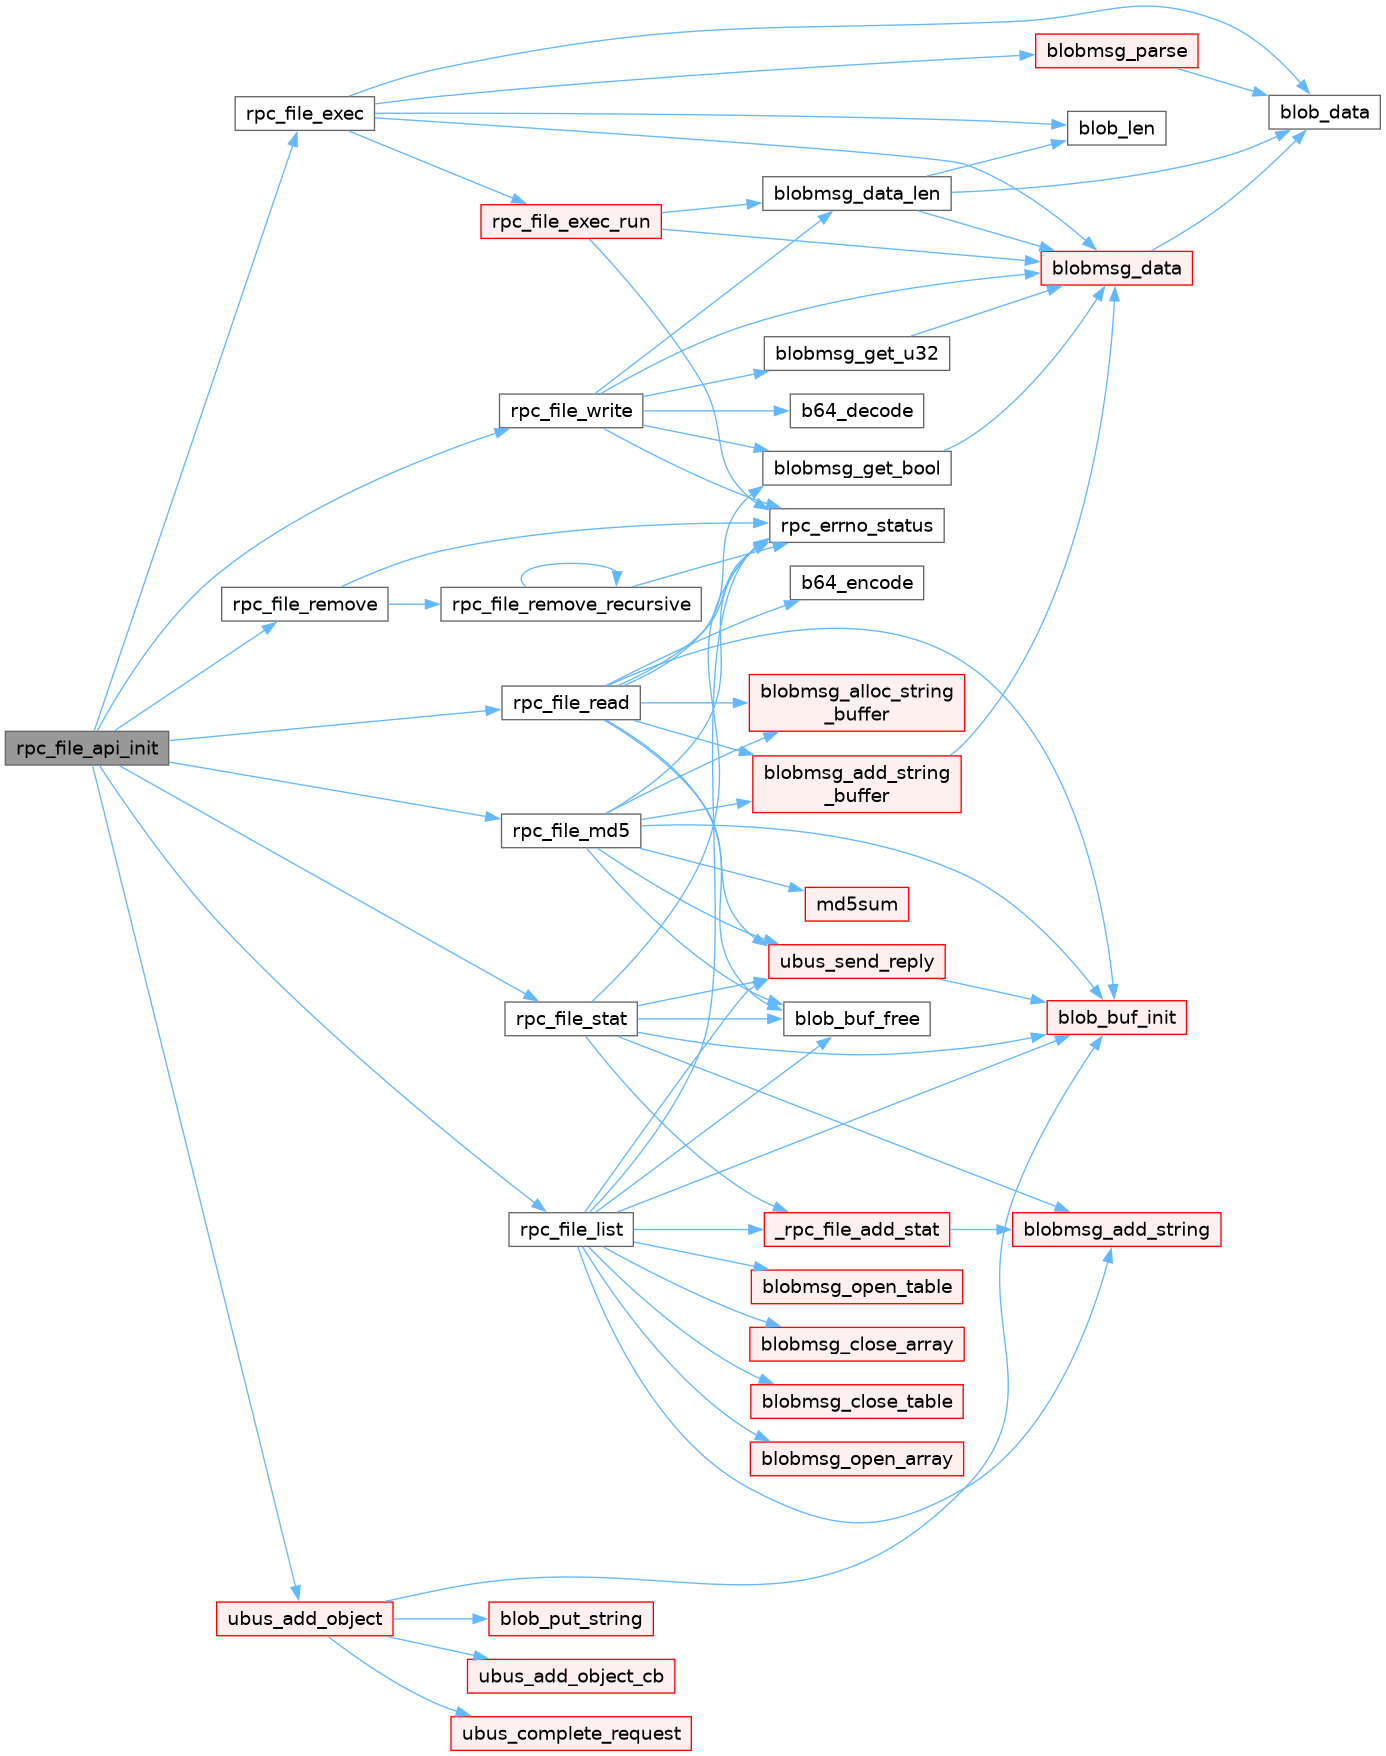 blobmsg_parse
rpc_file_exec
blob_data
blob_len
blobmsg_data_len
rpc_file_exec_run
blobmsg_data
blobmsg_get_u32
rpc_file_write
b64_decode
blobmsg_get_bool
rpc_errno_status
b64_encode
rpc_file_remove
rpc_file_remove_recursive
rpc_file_read
blobmsg_alloc_string
_buffer
rpc_file_api_init
blobmsg_add_string
_buffer
rpc_file_md5
md5sum
ubus_send_reply
rpc_file_stat
blob_buf_free
blob_buf_init
rpc_file_list
_rpc_file_add_stat
blobmsg_add_string
blobmsg_open_table
blobmsg_close_array
blobmsg_close_table
blobmsg_open_array
ubus_add_object
blob_put_string
ubus_add_object_cb
ubus_complete_request